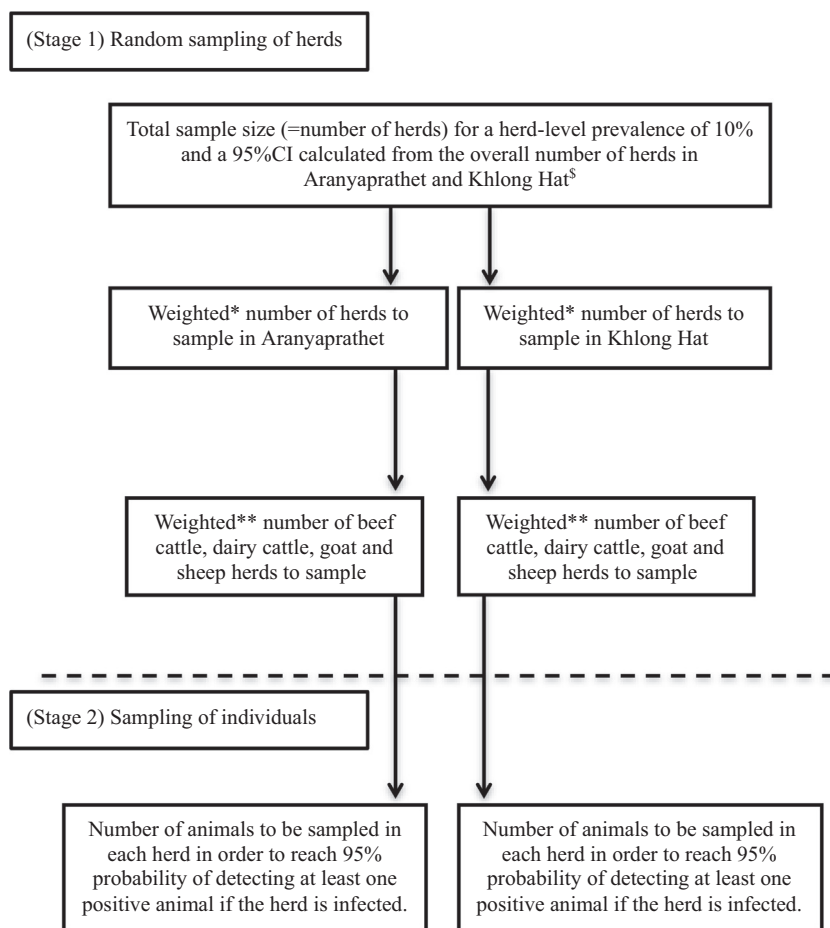 (Stage 1) Random sampling of herds
Total sample size (=number of herds) for a herd-level prevalence of 10%
and a 95%CI calculated from the overall number of herds in
Aranyaprathet and Khlong Hat$
Weighted* number of herds to
sample in Aranyaprathet
Weighted* number of herds to
sample in Khlong Hat
Weighted** number of beef
cattle, dairy cattle, goat and
sheep herds to sample
Weighted** number of beef
cattle, dairy cattle, goat and
sheep herds to sample
(Stage 2) Sampling of individuals
Number of animals to be sampled in
each herd in order to reach 95%
probability of detecting at least one
positive animal if the herd is infected.
Number of animals to be sampled in
each herd in order to reach 95%
probability of detecting at least one
positive animal if the herd is infected.